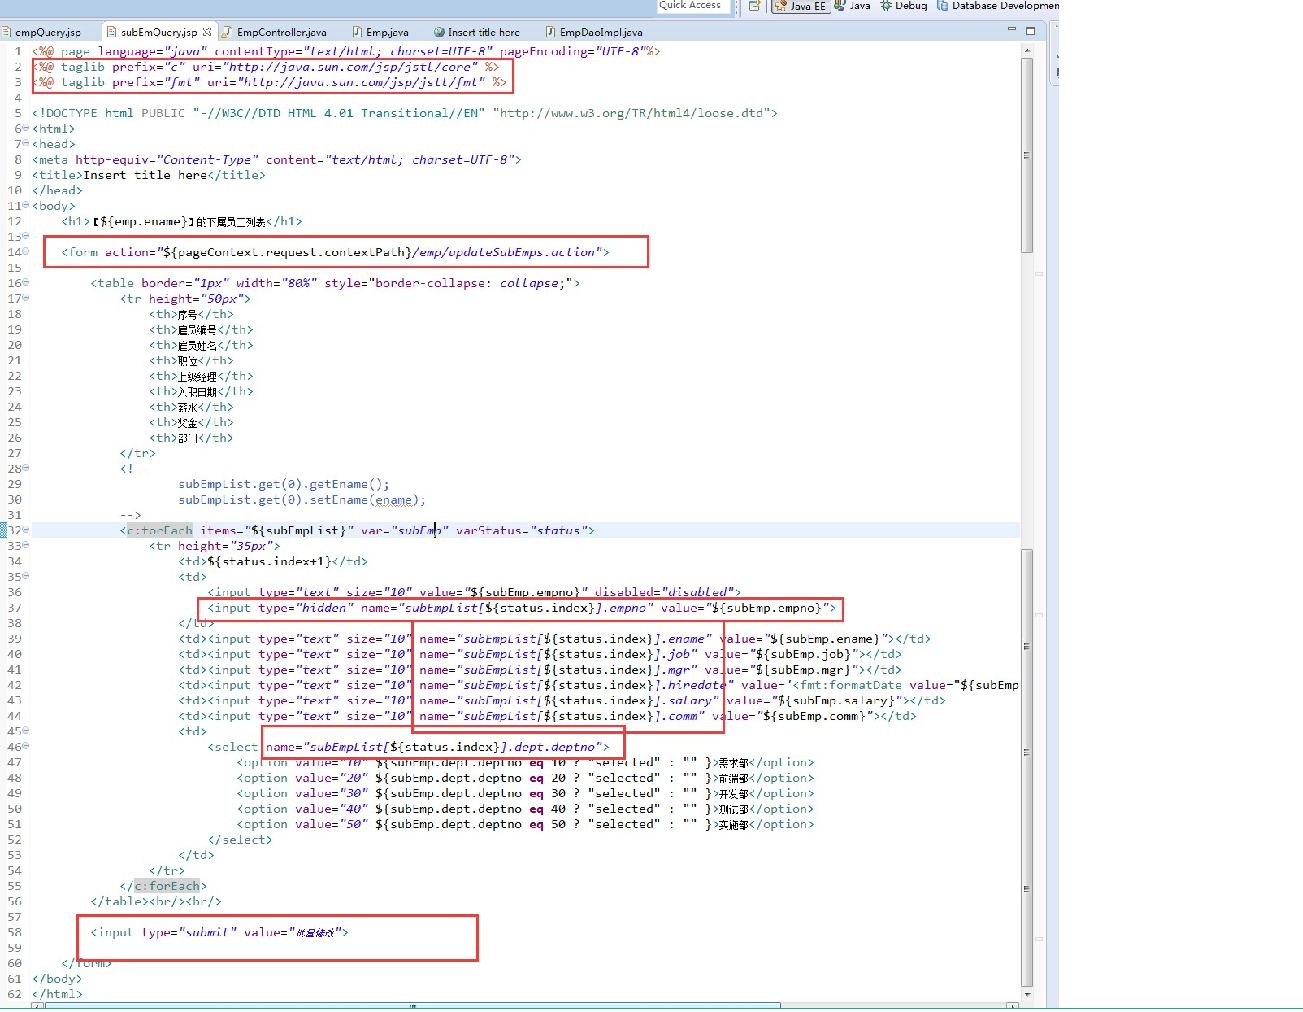 Quick Access
Java EE Java Debug Database Developmen
empQuery.jsp subEmQuery.jsp EmpController.java Emp.java Insert title here EmpDaoImpl.java
1 <%@ page language="java" contentType="text/html; charset=UTF-8" pageEncoding="UTF-8"%>
2 <%@ taglib prefix="c" uri="http://java.sun.com/jsp/jstl/core" %>
3 <%@ taglib prefix="fmt" uri="http://java.sun.com/jsp/jstl/fmt" %>
4
5 <!DOCTYPE html PUBLIC "-//W3C//DTD HTML 4.01 Transitional//EN" "http://www.w3.org/TR/html4/loose.dtd">
6 <html>
7 <head>
8 <meta http-equiv="Content-Type" content="text/html; charset=UTF-8">
9 <title>Insert title here</title>
10 </head>
11 <body>
12 <h1>【${emp.ename}】的下属员工列表</h1>
13
14 <form action="${pageContext.request.contextPath}/emp/updateSubEmps.action">
15
16 <table border="1px" width="80%" style="border-collapse: collapse;">
17 <tr height="50px">
18 <th>序号</th>
19 <th>雇员编号</th>
20 <th>雇员姓名</th>
21 <th>职位</th>
22 <th>上级经理</th>
23 <th>入职日期</th>
24 <th>薪水</th>
25 <th>奖金</th>
26 <th>部门</th>
27 </tr>
28 <!
29 subEmpList.get(0).getEname();
30 subEmpList.get(0).setEname(ename);
31 -->
32 <c:forEach items="${subEmpList}" var="subEmp" varStatus="status">
33 <tr height="35px">
34 <td>${status.index+1}</td>
35 <td>
36 <input type="text" size="10" value="${subEmp.empno}" disabled="disabled">
37 <input type="hidden" name="subEmpList[${status.index}].empno" value="${subEmp.empno}">
38 </td>
39 <td><input type="text" size="10" name="subEmpList[${status.index}].ename" value="${subEmp.ename}"></td>
40 <td><input type="text" size="10" name="subEmpList[${status.index}].job" value="${subEmp.job}"></td>
41 <td><input type="text" size="10" name="subEmpList[${status.index}].mgr" value="${subEmp.mgr}"></td>
42 <td><input type="text" size="10" name="subEmpList[${status.index}].hiredate" value='<fmt:formatDate value="${subEmp
43 <td><input type="text" size="10" name="subEmpList[${status.index}].salary" value="${subEmp.salary}"></td>
44 <td><input type="text" size="10" name="subEmpList[${status.index}].comm" value="${subEmp.comm}"></td>
45 <td>
46 <select name="subEmpList[${status.index}].dept.deptno">
47 <option value="10" ${subEmp.dept.deptno eq 10 ? "selected" : "" }>需求部</option>
48 <option value="20" ${subEmp.dept.deptno eq 20 ? "selected" : "" }>前端部</option>
49 <option value="30" ${subEmp.dept.deptno eq 30 ? "selected" : "" }>开发部</option>
50 <option value="40" ${subEmp.dept.deptno eq 40 ? "selected" : "" }>测试部</option>
51 <option value="50" ${subEmp.dept.deptno eq 50 ? "selected" : "" }>实施部</option>
52 </select>
53 </td>
54 </tr>
55 </c:forEach>
56 </table><br/><br/>
57
58 <input type="submit" value="批量修改">
59
60 </form>
61 </body>
62 </html>